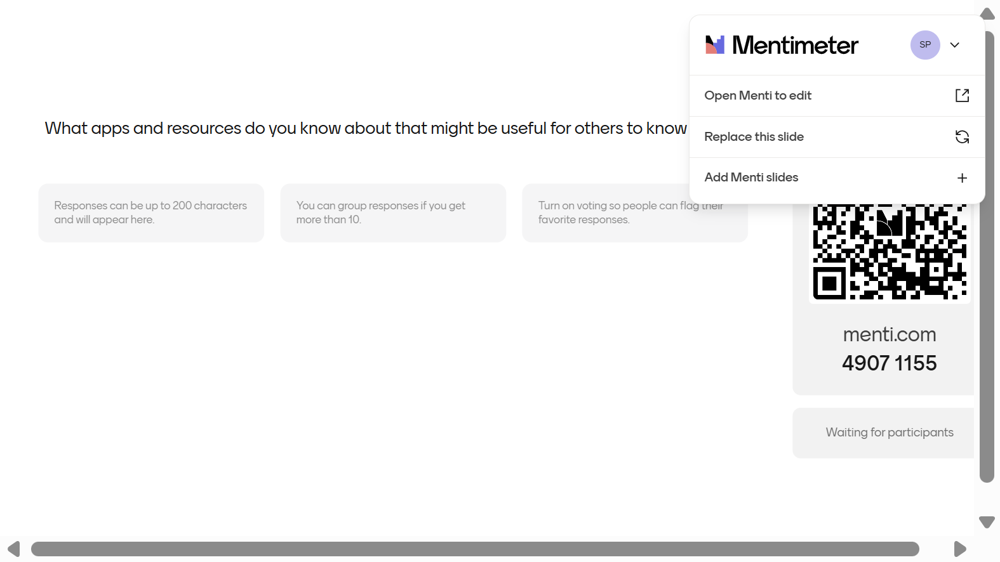 Mentimeter
SP
Open Menti to edit
Replace this slide
Add Menti slides
What apps and resources do you know about that might be useful for others to know
Responses can be up to 200 characters
and will appear here.
You can group responses if you get
more than 10.
Turn on voting so people can flag their
favorite responses.
menti.com
4907 1155
Waiting for participants